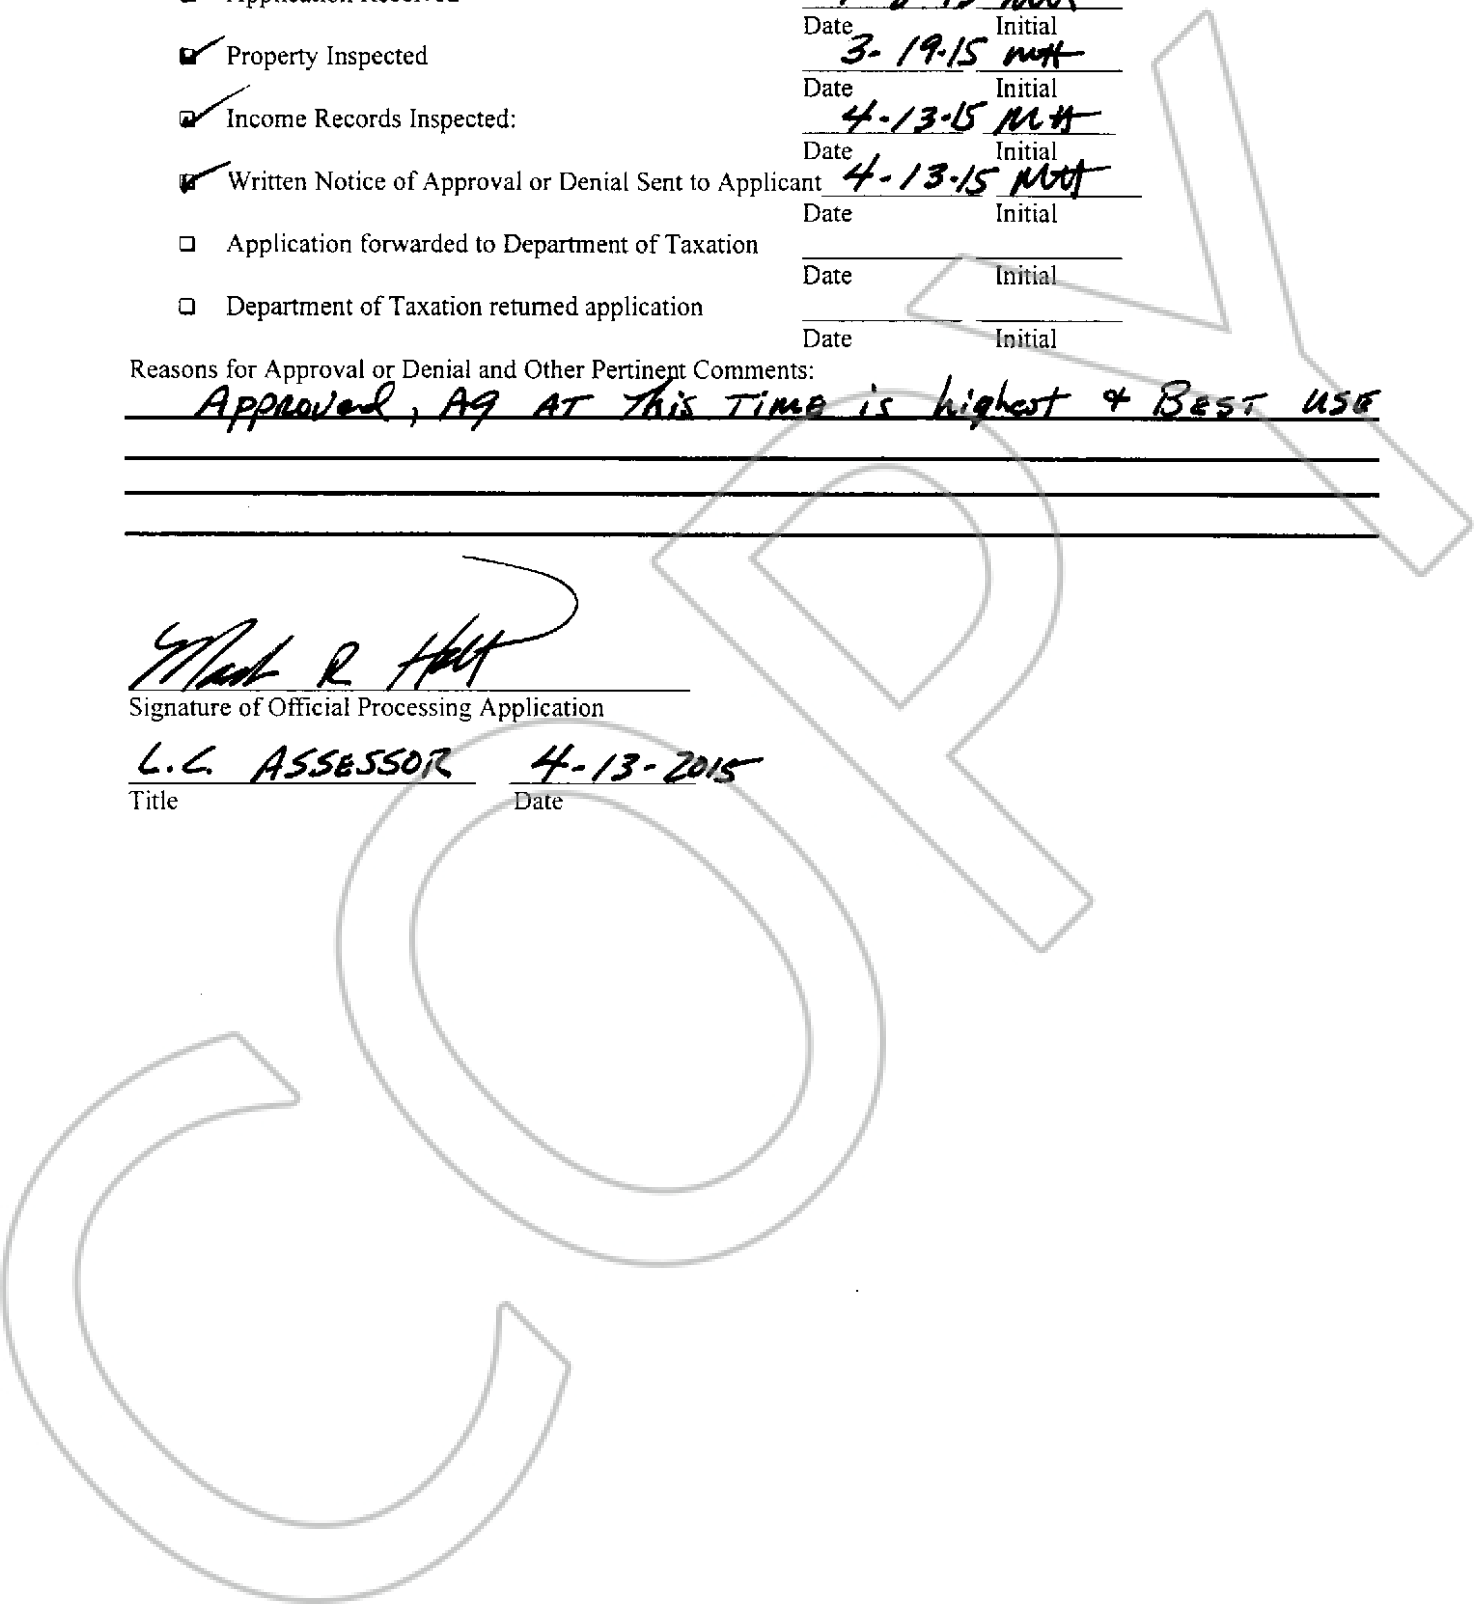 Date Initial
Property Inspected 3-19-15 MH
Date Initial
Income Records Inspected: 4-13-15 MH
Date Initial
Written Notice of Approval or Denial Sent to Applicant 4-13-15 MH
Date Initial
Application forwarded to Department of Taxation
Date Initial
Department of Taxation returned application
Date Initial
Reasons for Approval or Denial and Other Pertinent Comments:
Approved, Ag AT This Time is highest & BEST USE
Mark R Holt
Signature of Official Processing Application
L.C. ASSESSOR 4-13-2015
Title Date
COPY